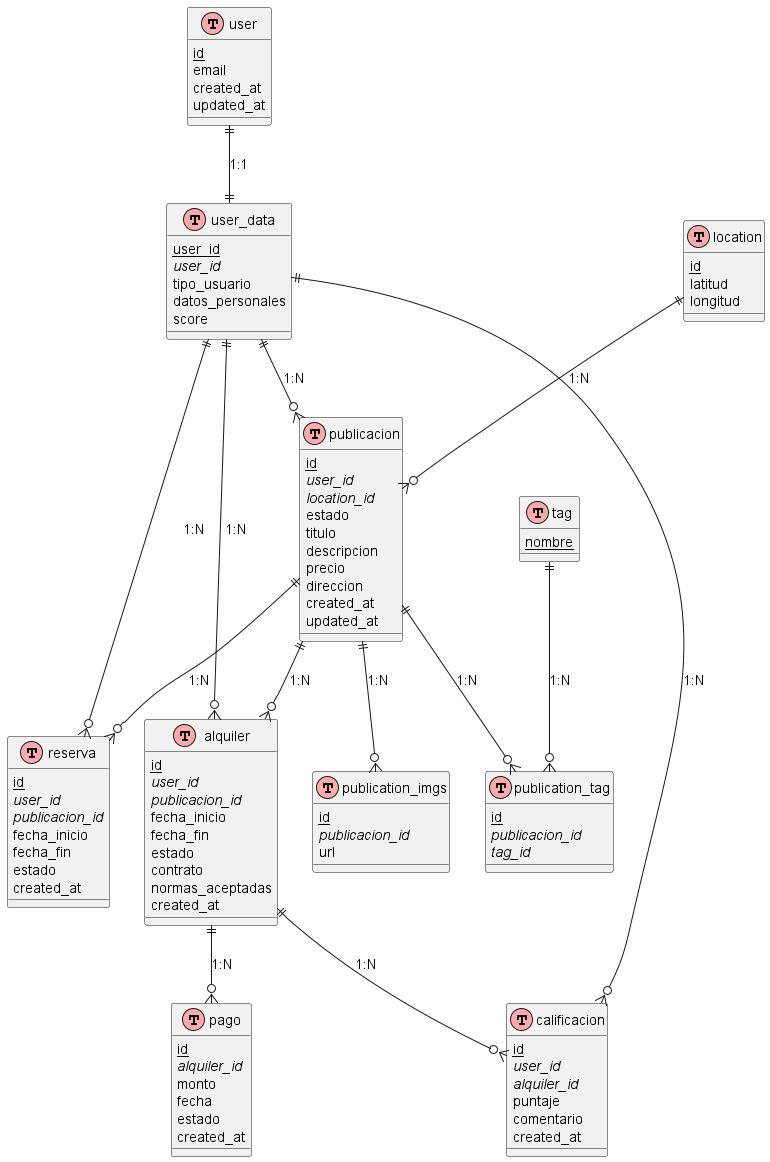 T user
id
email
created_at
updated_at
1:1
T user_data
user_id
user_id
tipo_usuario
datos_personales
score
T location
id
latitud
longitud
1:N
1:N
T publicacion
id
user_id
location_id
estado
titulo
descripcion
precio
direccion
created_at
updated_at
T tag
nombre
1:N
1:N
1:N
1:N
1:N
1:N
1:N
1:N
T reserva
id
user_id
publicacion_id
fecha_inicio
fecha_fin
estado
created_at
T alquiler
id
user_id
publicacion_id
fecha_inicio
fecha_fin
estado
contrato
normas_aceptadas
created_at
T publication_imgs
id
publicacion_id
url
T publication_tag
id
publicacion_id
tag_id
1:N
1:N
T pago
id
alquiler_id
monto
fecha
estado
created_at
T calificacion
id
user_id
alquiler_id
puntaje
comentario
created_at